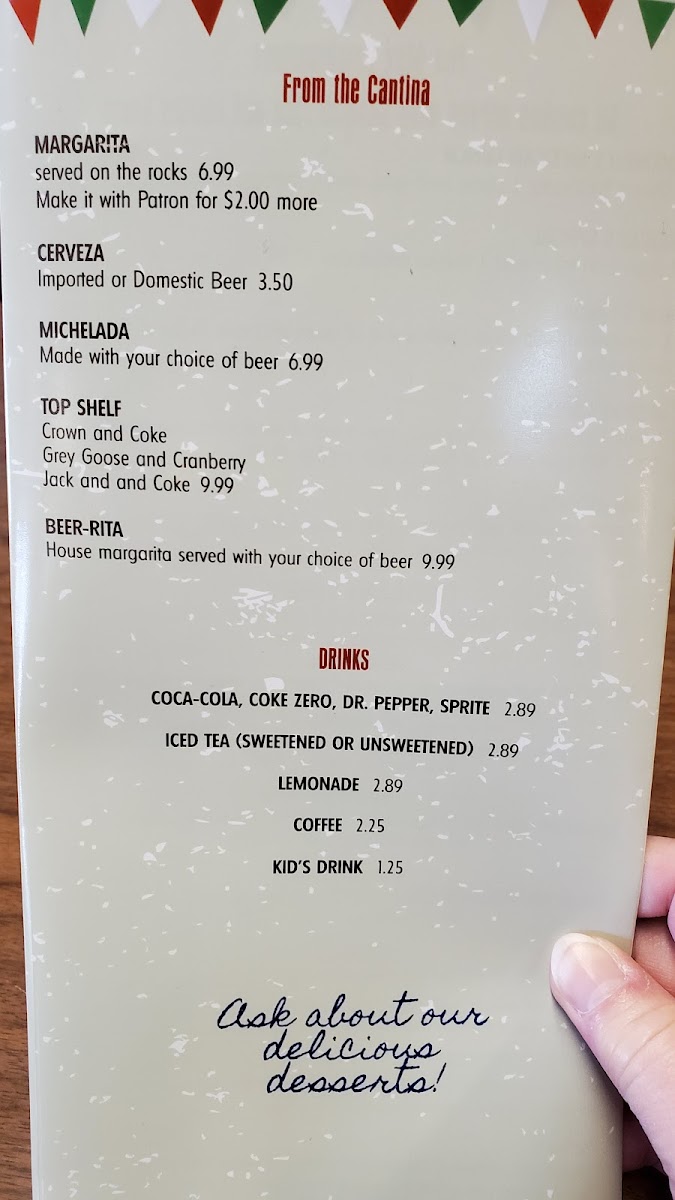 From the Cantina
MARGARITA
served on the rocks 6.99
Make it with Patron for $2.00 more
CERVEZA
Imported or Domestic Beer 3.50
MICHELADA
Made with your choice of beer 6.99
TOP SHELF
Crown and Coke
Grey Goose and Cranberry
Jack and and Coke 9.99
BEER-RITA
House margarita served with your choice of beer 9.99
DRINKS
COCA-COLA, COKE ZERO, DR. PEPPER, SPRITE 2.89
ICED TEA (SWEETENED OR UNSWEETENED) 2.89
LEMONADE 2.89
COFFEE 2.25
KID'S DRINK 1.25
Ask about our
delicious
desserts!